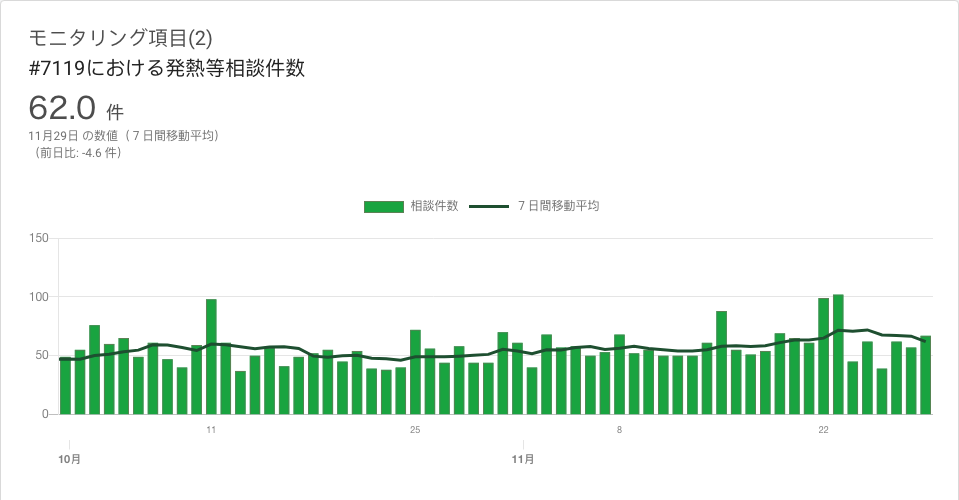 モニタリング項目(2)
#7119における発熱等相談件数
62.0 件
11月29日 の数値（７日間移動平均）
（前日比: -4.6 件）
相談件数 ７日間移動平均
150
100
50
0
11 25 8 22
10月 11月